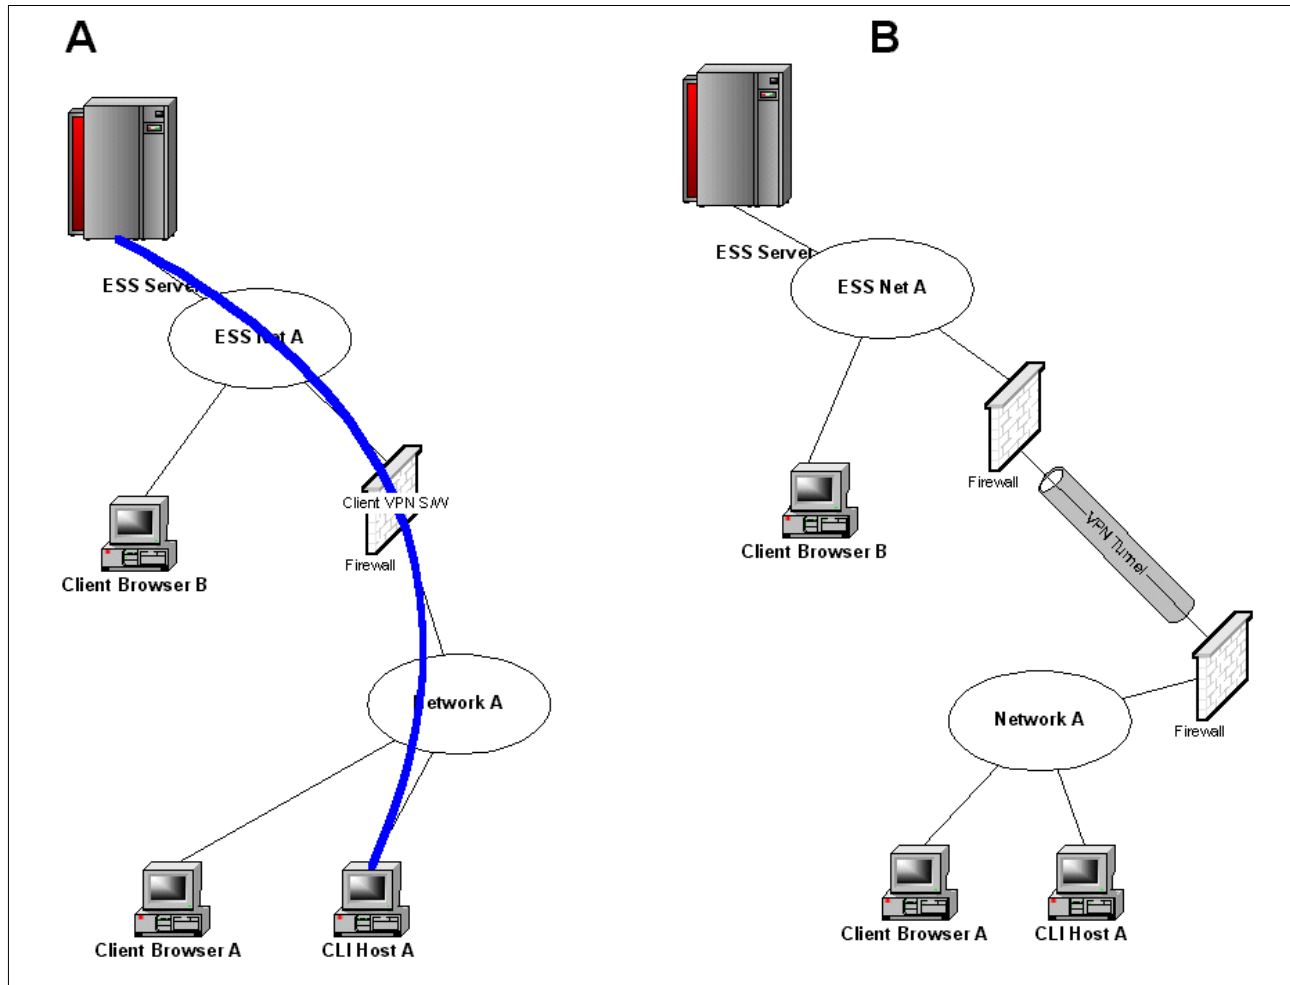 A
ESS Server
ESS Net A
Client VPN S/W
Firewall
Client Browser B
Network A
Client Browser A
CLI Host A
B
ESS Server
ESS Net A
Firewall
Client Browser B
VPN Tunnel
Firewall
Network A
Client Browser A
CLI Host A